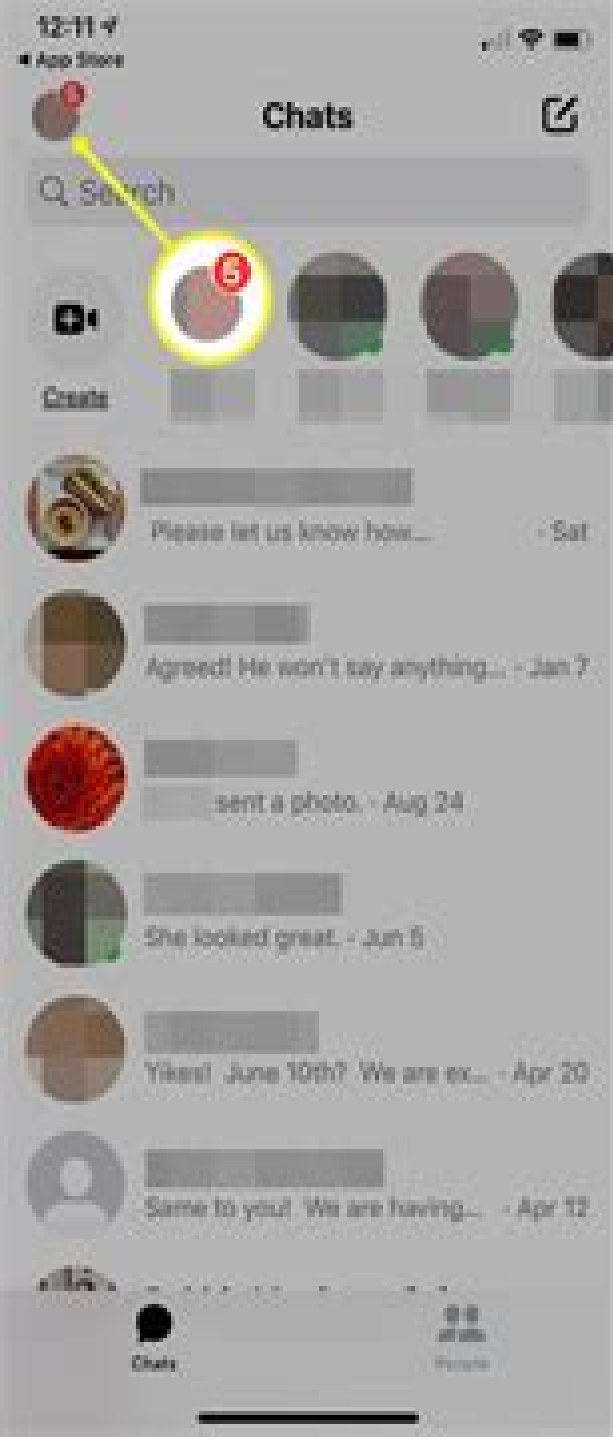 12:11
App Store
Chats
Search
6
Create
Please let us know how... - Sat
Agreed! He won't say anything... - Jan 7
sent a photo. - Aug 24
She looked great. - Jun 5
Yikes! June 10th? We are ex... - Apr 20
Same to you! We are having... - Apr 12
Chats
People